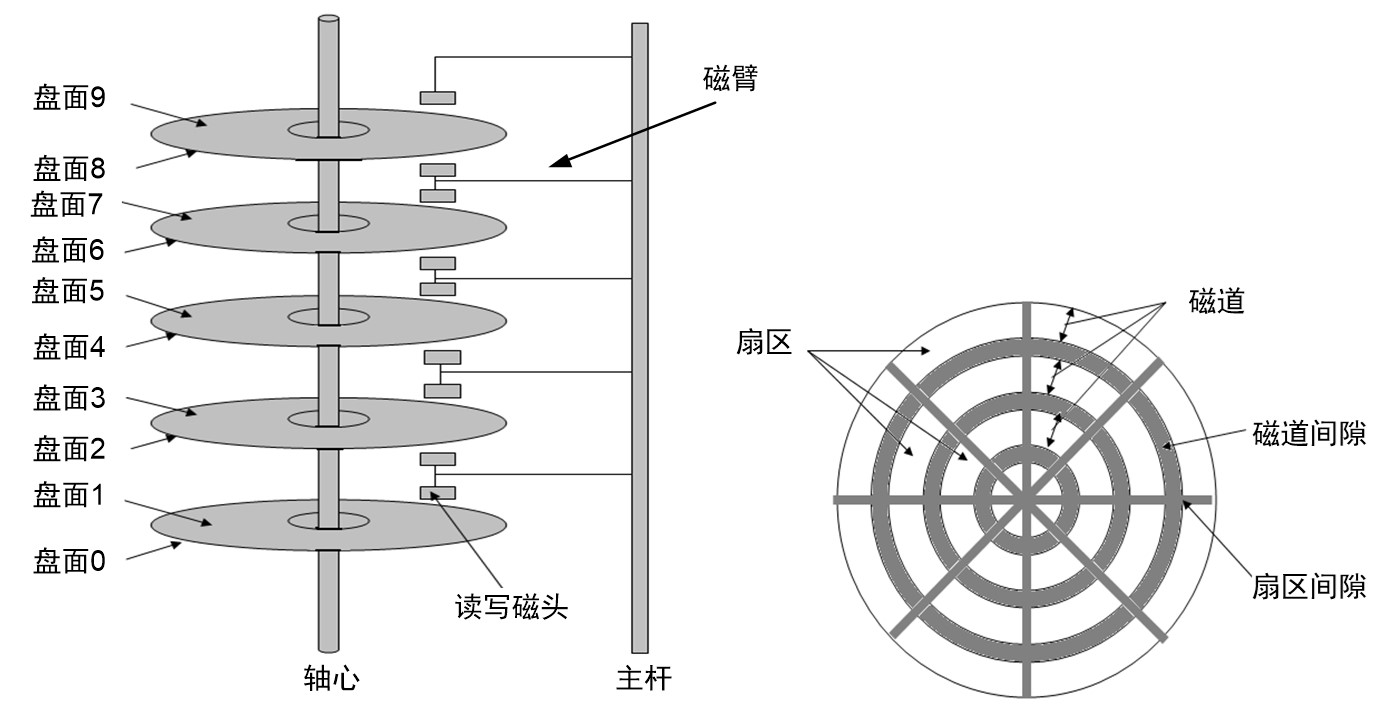 盘面9
盘面8
盘面7
盘面6
盘面5
盘面4
盘面3
盘面2
盘面1
盘面0
磁臂
读写磁头
轴心
主杆
磁道
扇区
磁道间隙
扇区间隙